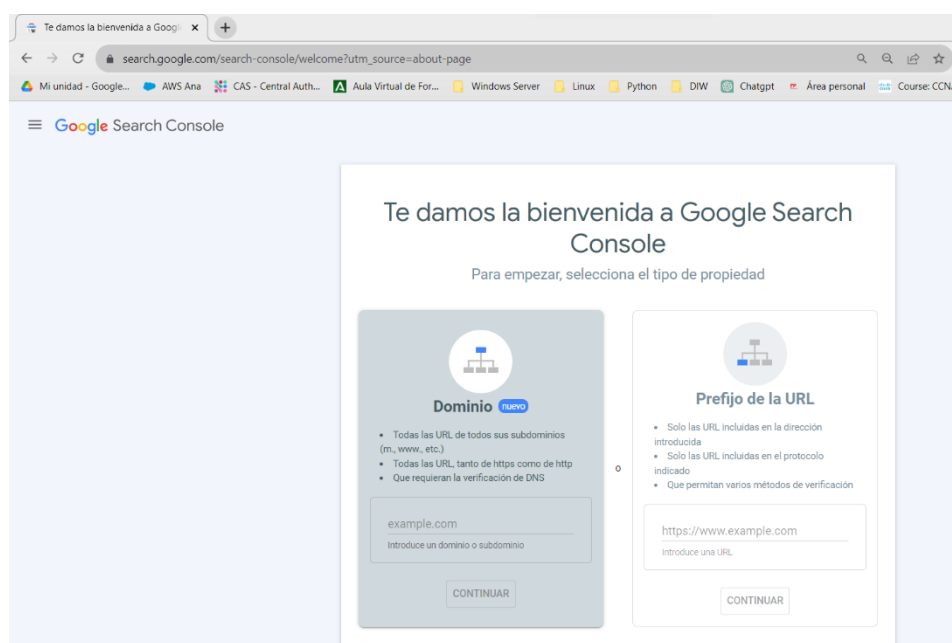 Te damos la bienvenida a Googl
search.google.com/search-console/welcome?utm_source=about-page
Mi unidad - Google... AWS Ana CAS - Central Auth... Aula Virtual de For... Windows Server Linux Python DIW Chatgpt Área personal Course: CCNA
Google Search Console
Te damos la bienvenida a Google Search
Console
Para empezar, selecciona el tipo de propiedad
Dominio nuevo
• Todas las URL de todos sus subdominios
(m., www., etc.)
• Todas las URL, tanto de https como de http
• Que requieran la verificación de DNS
example.com
Introduce un dominio o subdominio
CONTINUAR
o
Prefijo de la URL
• Solo las URL incluidas en la dirección
introducida
• Solo las URL incluidas en el protocolo
indicado
• Que permitan varios métodos de verificación
https://www.example.com
Introduce una URL
CONTINUAR